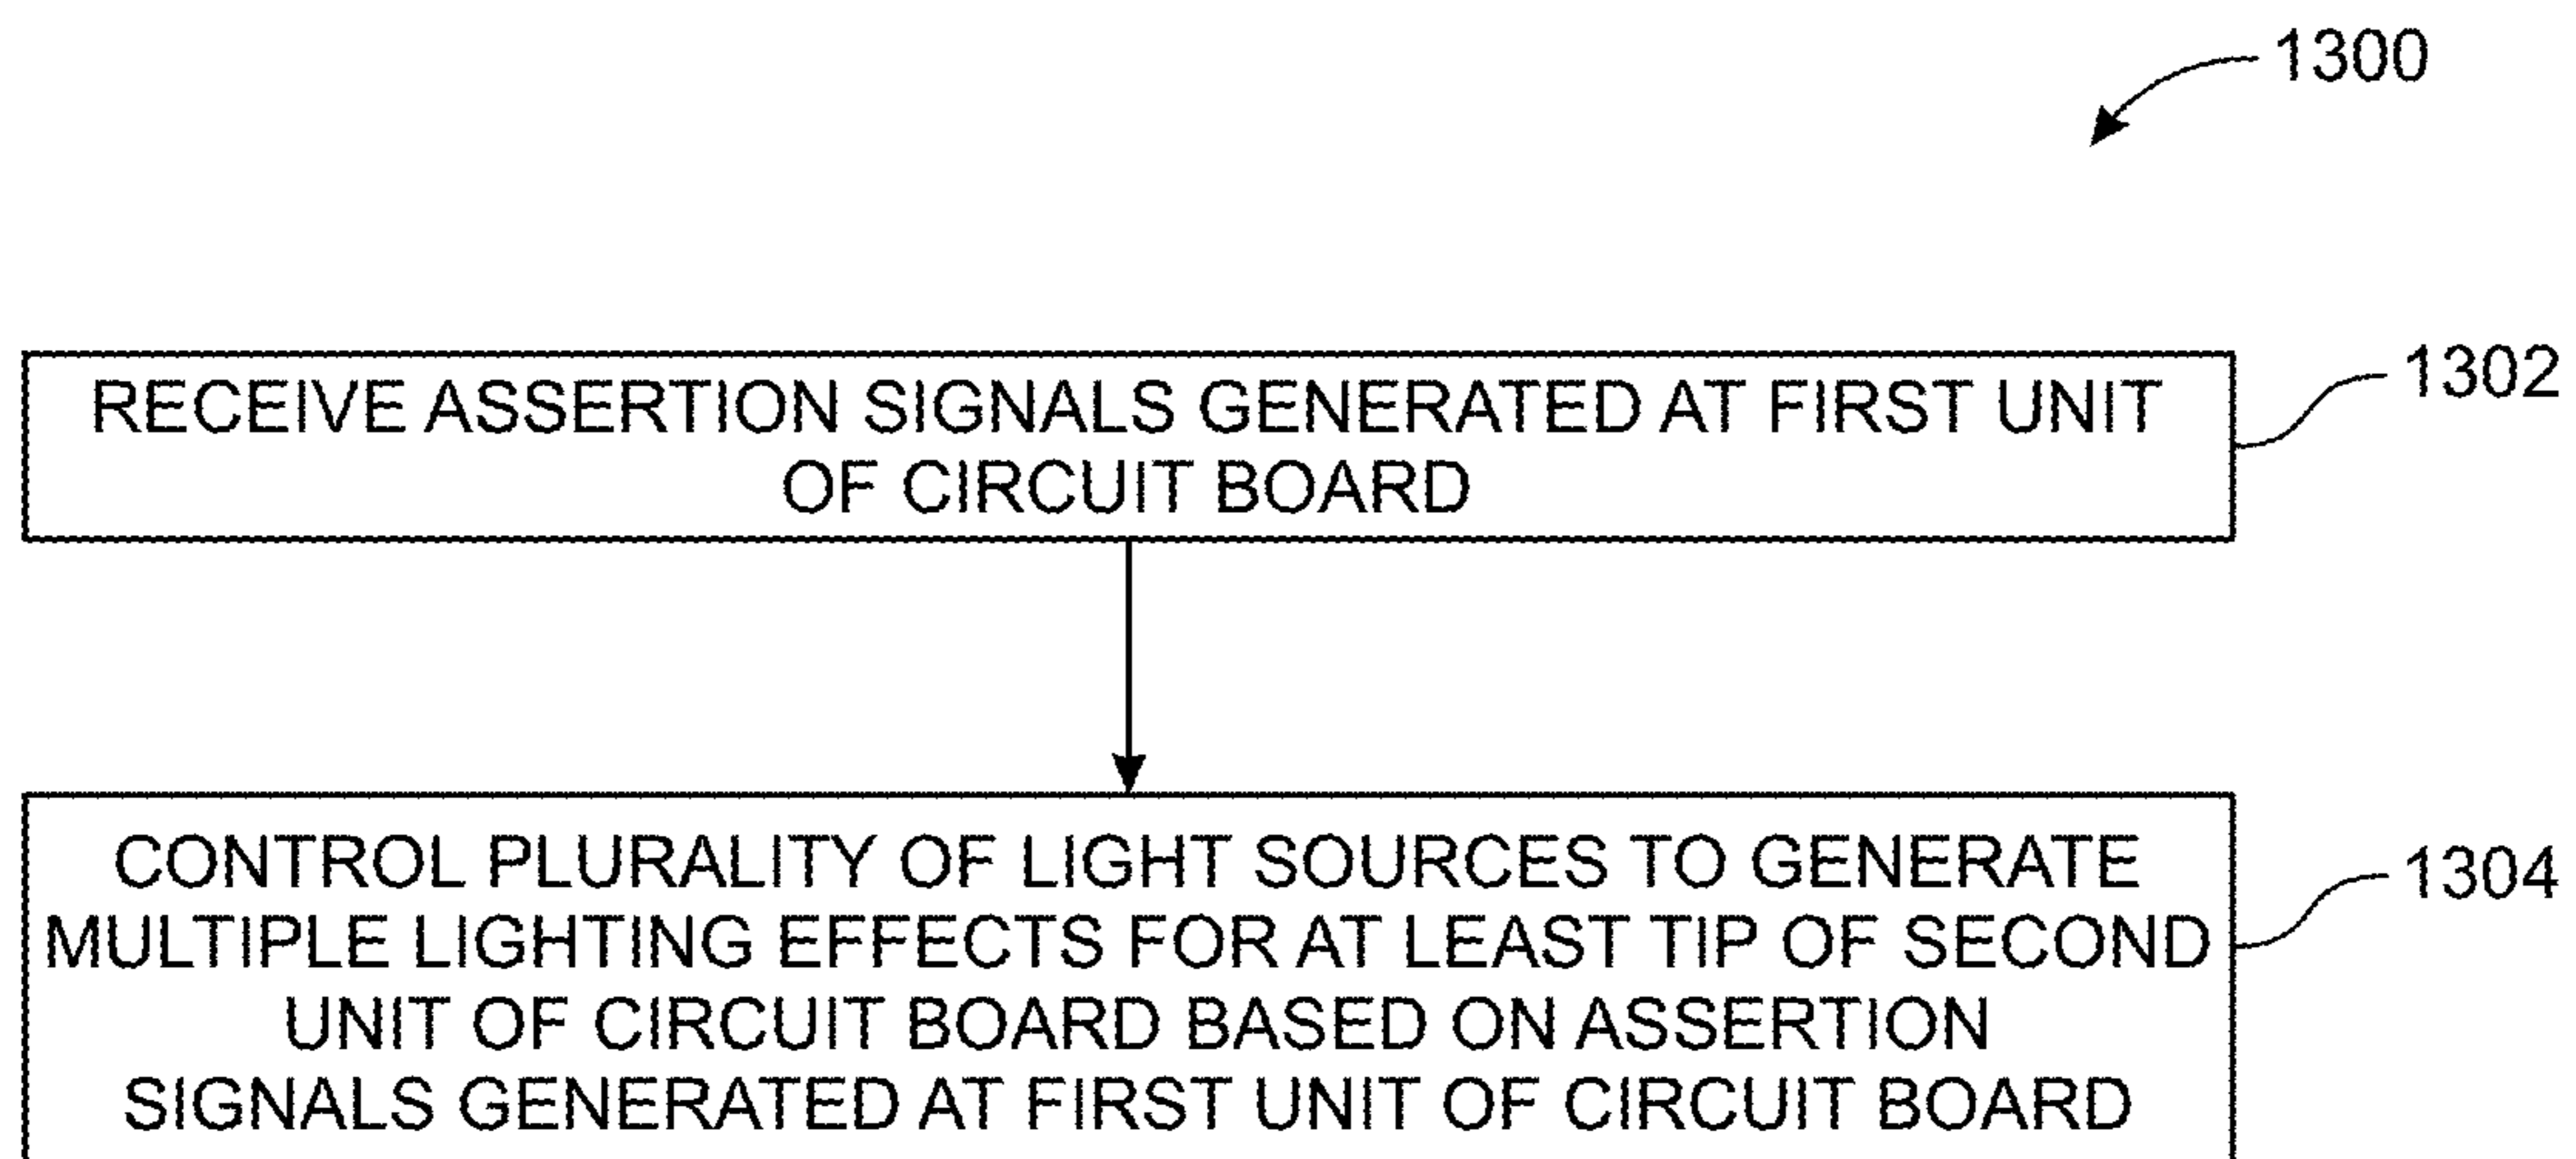 1300
RECEIVE ASSERTION SIGNALS GENERATED AT FIRST UNIT
OF CIRCUIT BOARD
1302
CONTROL PLURALITY OF LIGHT SOURCES TO GENERATE
MULTIPLE LIGHTING EFFECTS FOR AT LEAST TIP OF SECOND
UNIT OF CIRCUIT BOARD BASED ON ASSERTION
SIGNALS GENERATED AT FIRST UNIT OF CIRCUIT BOARD
1304